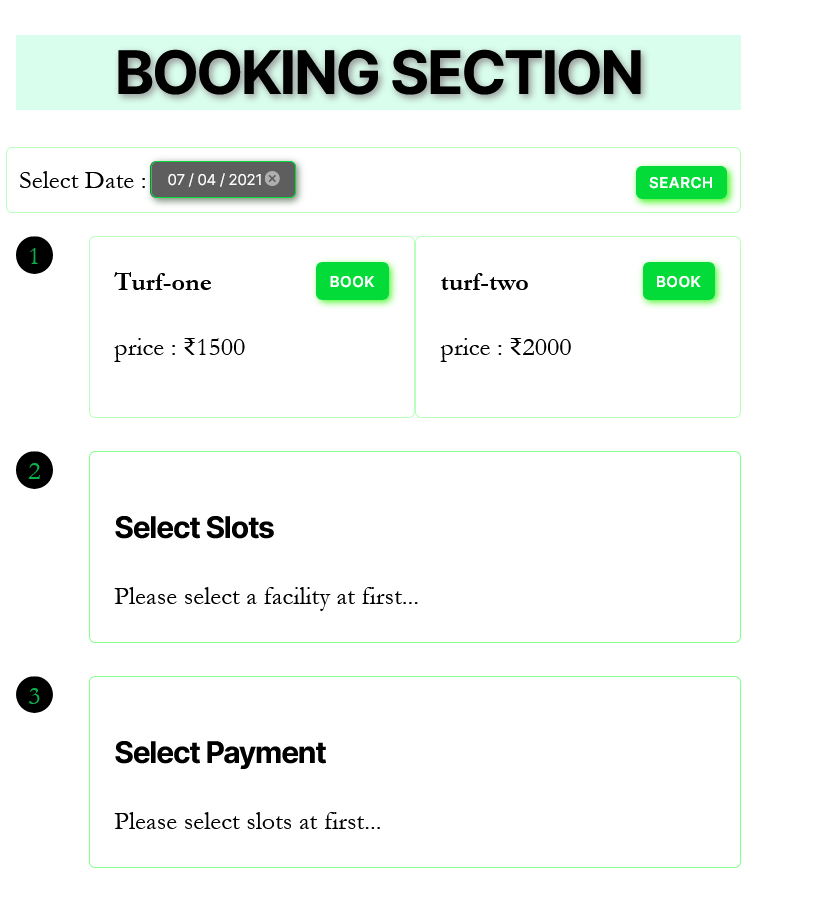 BOOKING SECTION
Select Date : 07 / 04 / 2021 SEARCH
1
Turf-one BOOK
price : ₹1500
turf-two BOOK
price : ₹2000
2
Select Slots
Please select a facility at first...
3
Select Payment
Please select slots at first...